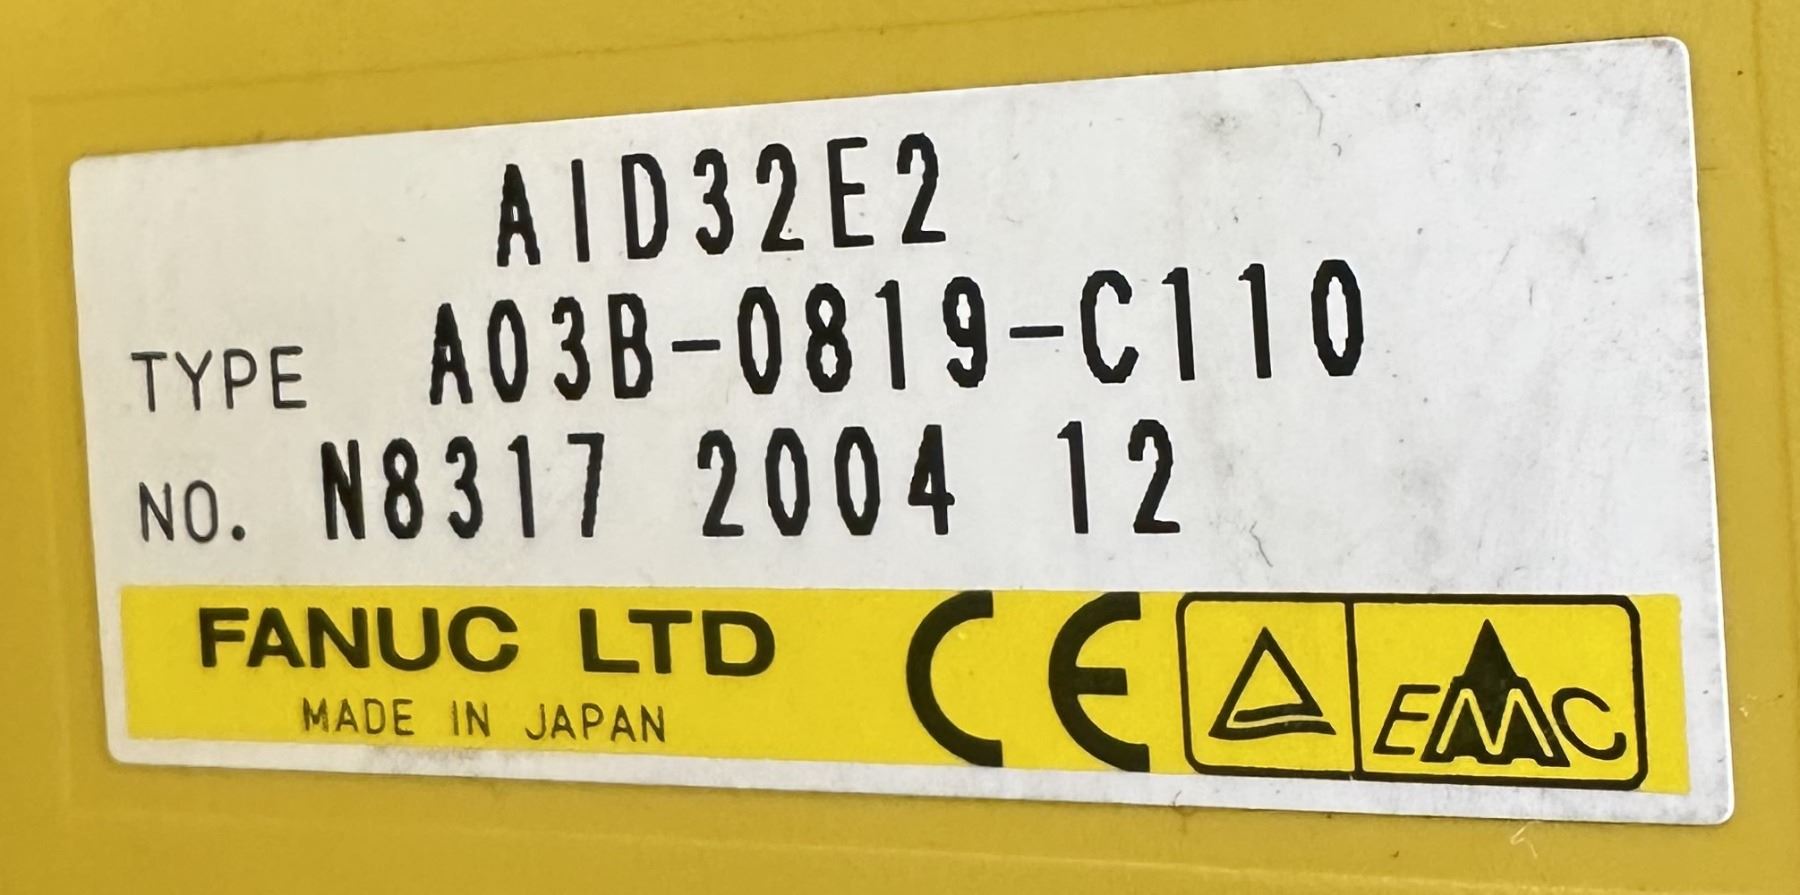 AID32E2
TYPE A03B-0819-C110
NO. N8317 2004 12
FANUC LTD CE EMC
MADE IN JAPAN